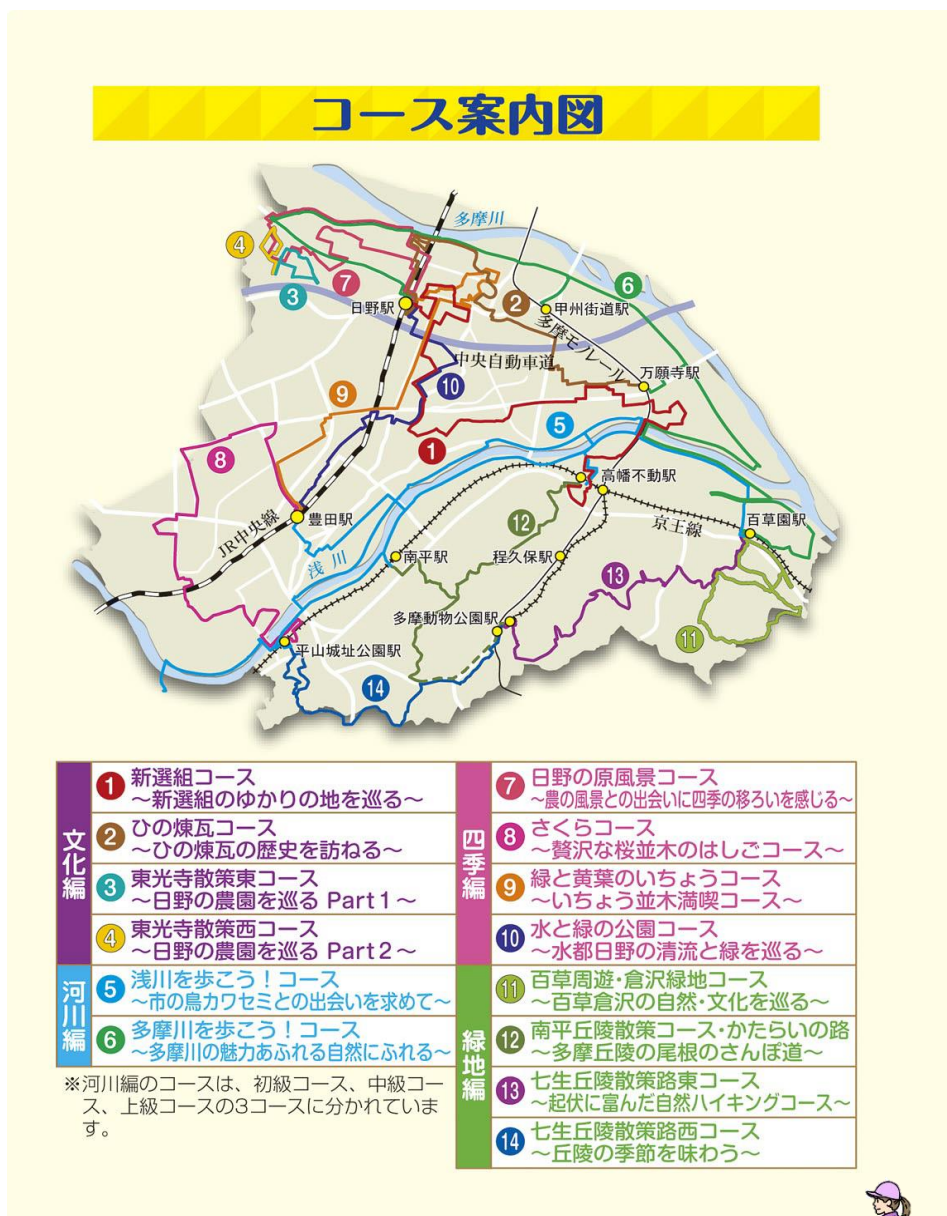 コース案内図
多摩川
4
6
7
3
2
日野駅
甲州街道駅
多摩モノレール
中央自動車道
万願寺駅
10
9
5
1
8
高幡不動駅
12
JR中央線
豊田駅
京王線
百草園駅
浅川
南平駅
程久保駅
13
多摩動物公園駅
11
平山城址公園駅
14
文化編
1 新選組コース
～新選組のゆかりの地を巡る～
2 ひの煉瓦コース
～ひの煉瓦の歴史を訪ねる～
3 東光寺散策東コース
～日野の農園を巡る Part1～
4 東光寺散策西コース
～日野の農園を巡る Part2～
河川編
5 浅川を歩こう！コース
～市の鳥カワセミとの出会いを求めて～
6 多摩川を歩こう！コース
～多摩川の魅力あふれる自然にふれる～
※河川編のコースは、初級コース、中級コー
ス、上級コースの3コースに分かれていま
す。
四季編
7 日野の原風景コース
～農の風景との出会いに四季の移ろいを感じる～
8 さくらコース
～贅沢な桜並木のはしごコース～
9 緑と黄葉のいちょうコース
～いちょう並木満喫コース～
10 水と緑の公園コース
～水都日野の清流と緑を巡る～
緑地編
11 百草周遊・倉沢緑地コース
～百草倉沢の自然・文化を巡る～
12 南平丘陵散策コース・かたらいの路
～多摩丘陵の尾根のさんぽ道～
13 七生丘陵散策路東コース
～起伏に富んだ自然ハイキングコース～
14 七生丘陵散策路西コース
～丘陵の季節を味わう～